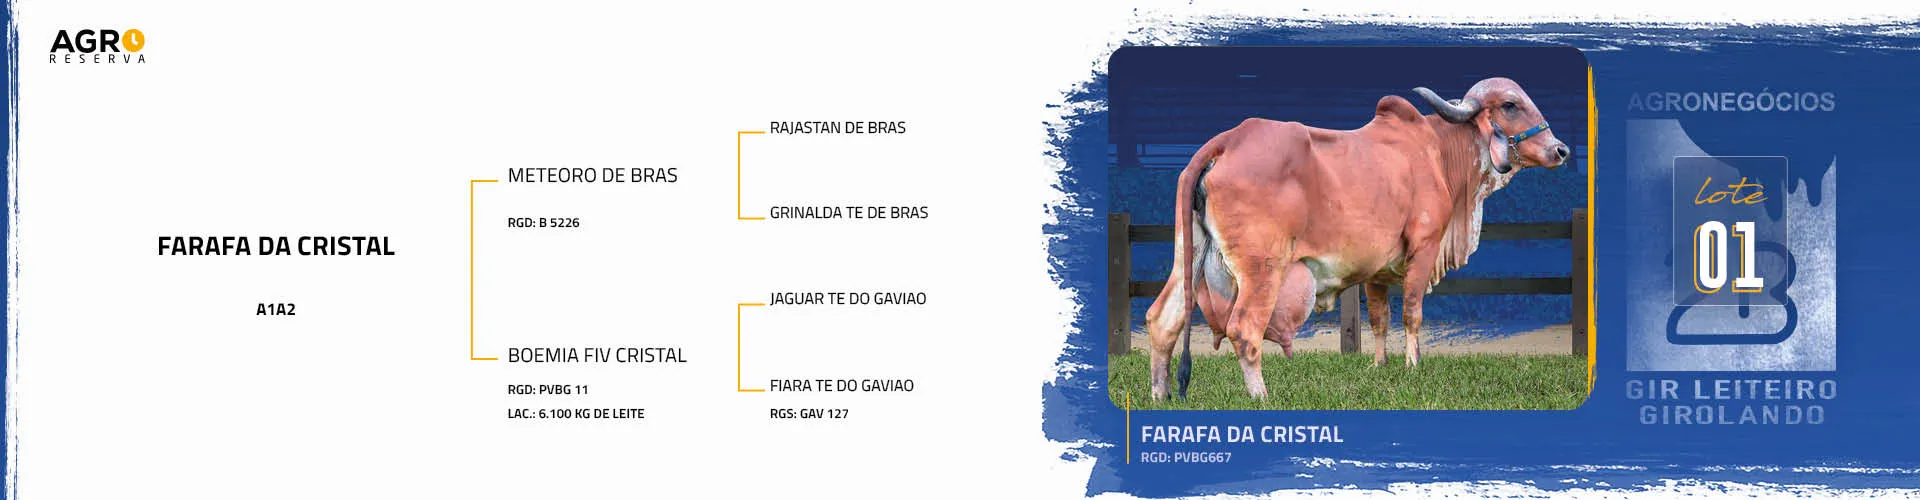 AGRO
RESERVA
FARAFA DA CRISTAL
A1A2
METEORO DE BRAS
RGD: B 5226
BOEMIA FIV CRISTAL
RGD: PVBG 11
LAC.: 6.100 KG DE LEITE
RAJASTAN DE BRAS
GRINALDA TE DE BRAS
JAGUAR TE DO GAVIAO
FIARA TE DO GAVIAO
RGS: GAV 127
FARAFA DA CRISTAL
RGD: PVBG667
AGRONEGÓCIOS
lote
01
GIR LEITEIRO
GIROLANDO